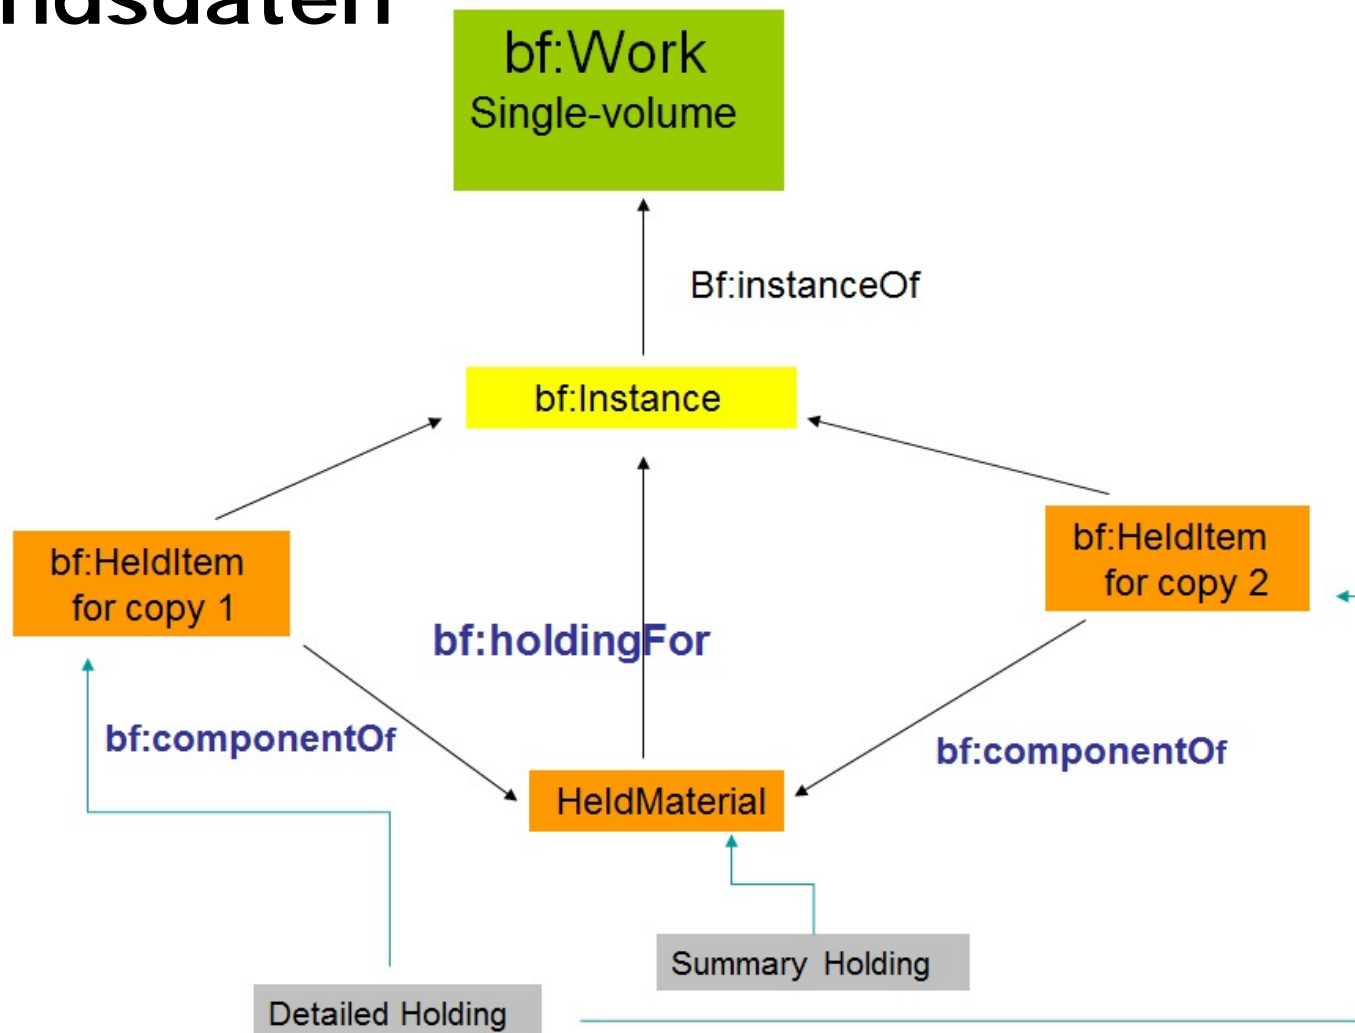 bf:Work
Single-volume
Bf:instanceOf
bf:Instance
bf:HeldItem
for copy 1
bf:HeldItem
for copy 2
bf:holdingFor
bf:componentOf
bf:componentOf
HeldMaterial
Summary Holding
Detailed Holding